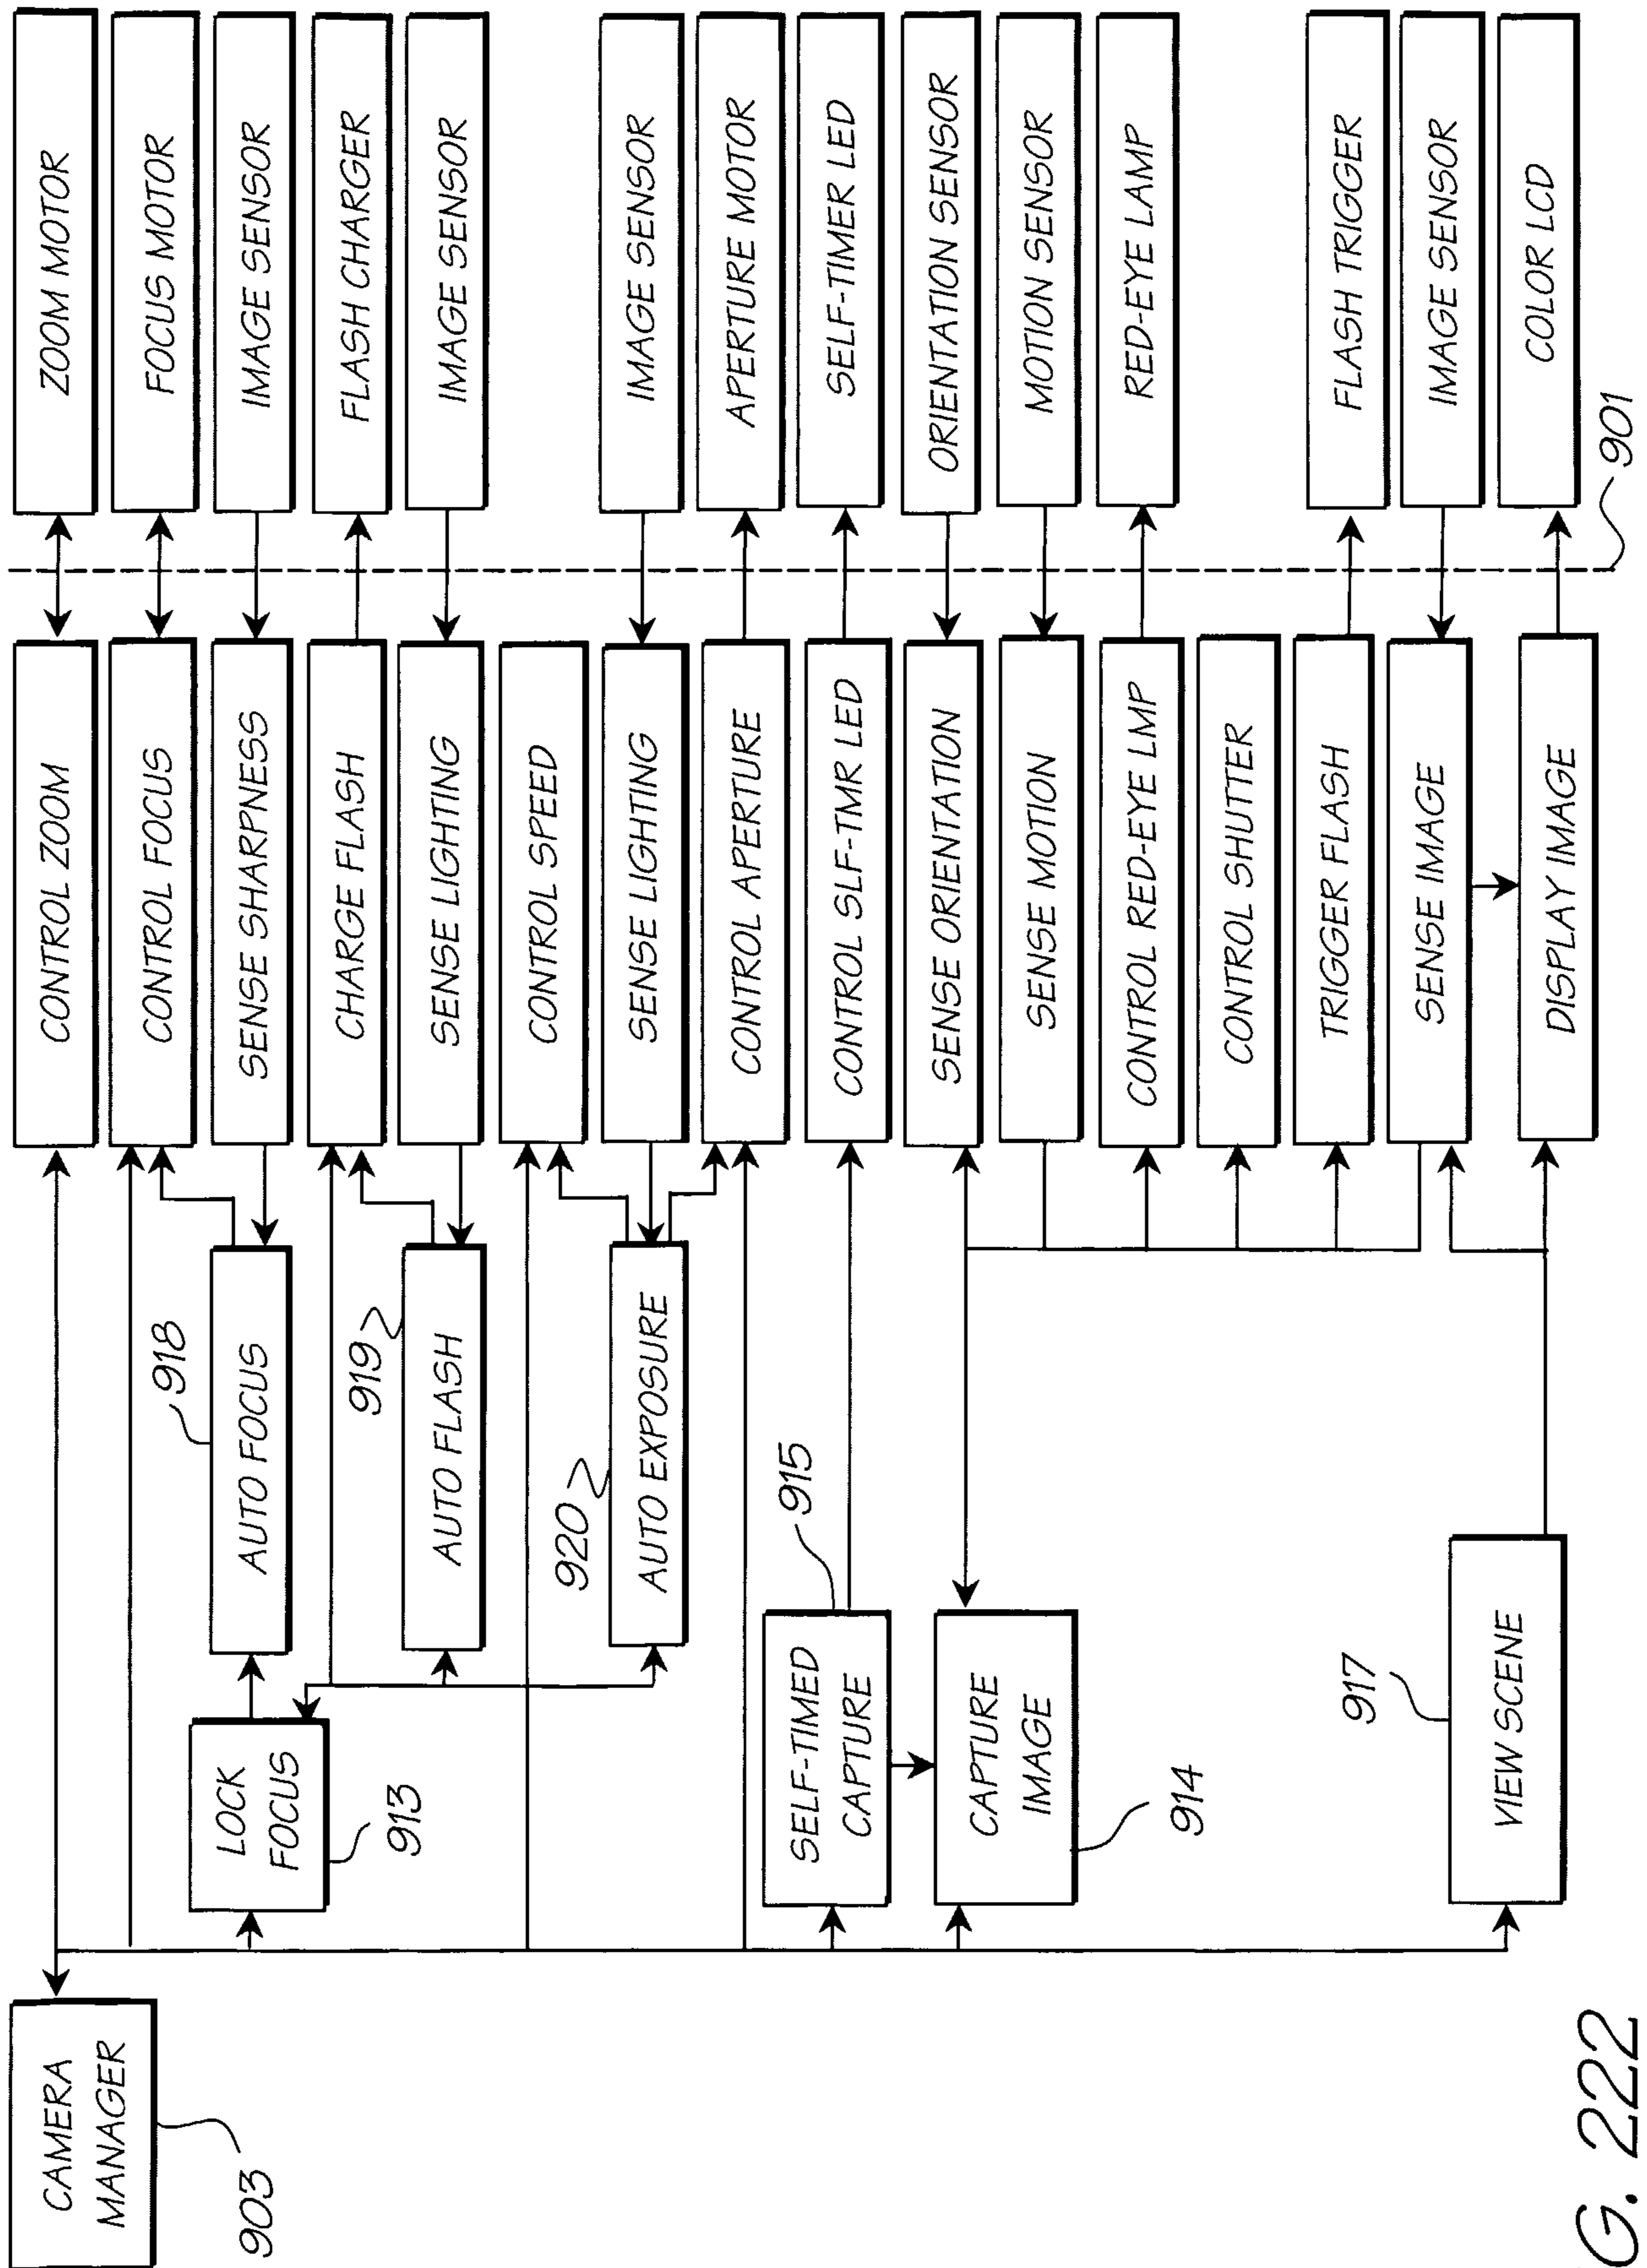 CAMERA
MANAGER
903
LOCK
FOCUS
913
SELF-TIMED
CAPTURE
915
CAPTURE
IMAGE
914
VIEW SCENE
917
918
AUTO FOCUS
919
AUTO FLASH
920
AUTO EXPOSURE
CONTROL ZOOM
CONTROL FOCUS
SENSE SHARPNESS
CHARGE FLASH
SENSE LIGHTING
CONTROL SPEED
SENSE LIGHTING
CONTROL APERTURE
CONTROL SLF-TMR LED
SENSE ORIENTATION
SENSE MOTION
CONTROL RED-EYE LMP
CONTROL SHUTTER
TRIGGER FLASH
SENSE IMAGE
DISPLAY IMAGE
ZOOM MOTOR
FOCUS MOTOR
IMAGE SENSOR
FLASH CHARGER
IMAGE SENSOR
IMAGE SENSOR
APERTURE MOTOR
SELF-TIMER LED
ORIENTATION SENSOR
MOTION SENSOR
RED-EYE LAMP
FLASH TRIGGER
IMAGE SENSOR
COLOR LCD
901
G. 222